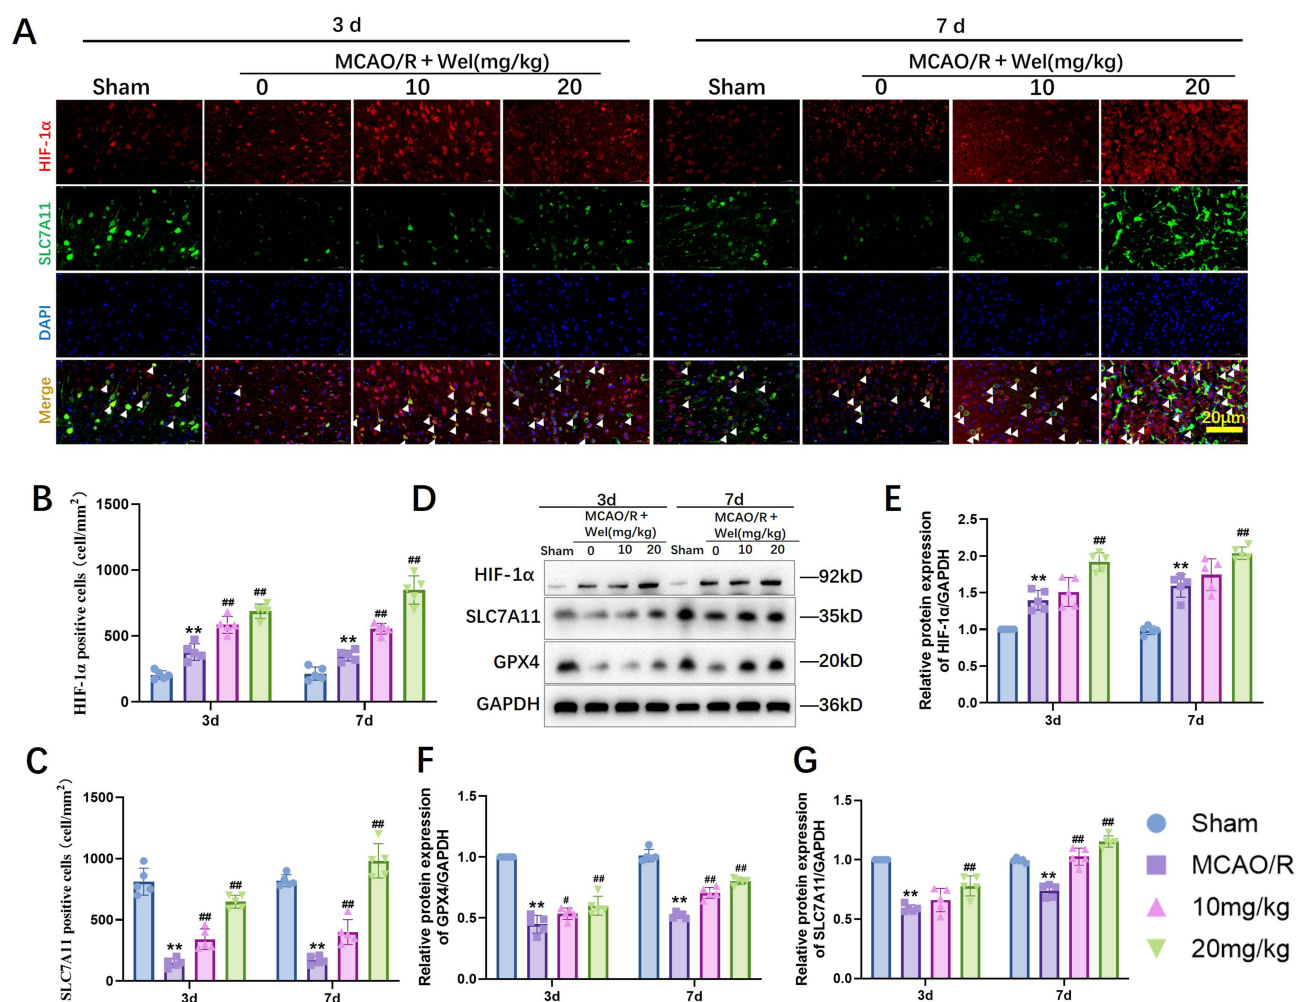 A
3 d
7 d
MCAO/R + Wel(mg/kg)
MCAO/R + Wel(mg/kg)
Sham 0 10 20 Sham 0 10 20
HIF-1α
SLC7A11
DAPI
Merge
20μm
B
HIF-1α positive cells (cell/mm²)
1500
1000
500
0
** ## ## ** ## ##
3d 7d
D
3d 7d
MCAO/R + MCAO/R +
Wel(mg/kg) Wel(mg/kg)
Sham 0 10 20 Sham 0 10 20
HIF-1α —92kD
SLC7A11 —35kD
GPX4 —20kD
GAPDH —36kD
E
Relative protein expression
of HIF-1α/GAPDH
2.5
2.0
1.5
1.0
0.5
0.0
** ## ** ##
3d 7d
C
SLC7A11 positive cells (cell/mm²)
1500
1000
500
0
** ## ## ** ## ##
3d 7d
F
Relative protein expression
of GPX4/GAPDH
1.5
1.0
0.5
0.0
** # ## ** ## ##
3d 7d
G
Relative protein expression
of SLC7A11/GAPDH
1.5
1.0
0.5
0.0
** ## ** ## ##
3d 7d
Sham
MCAO/R
10mg/kg
20mg/kg